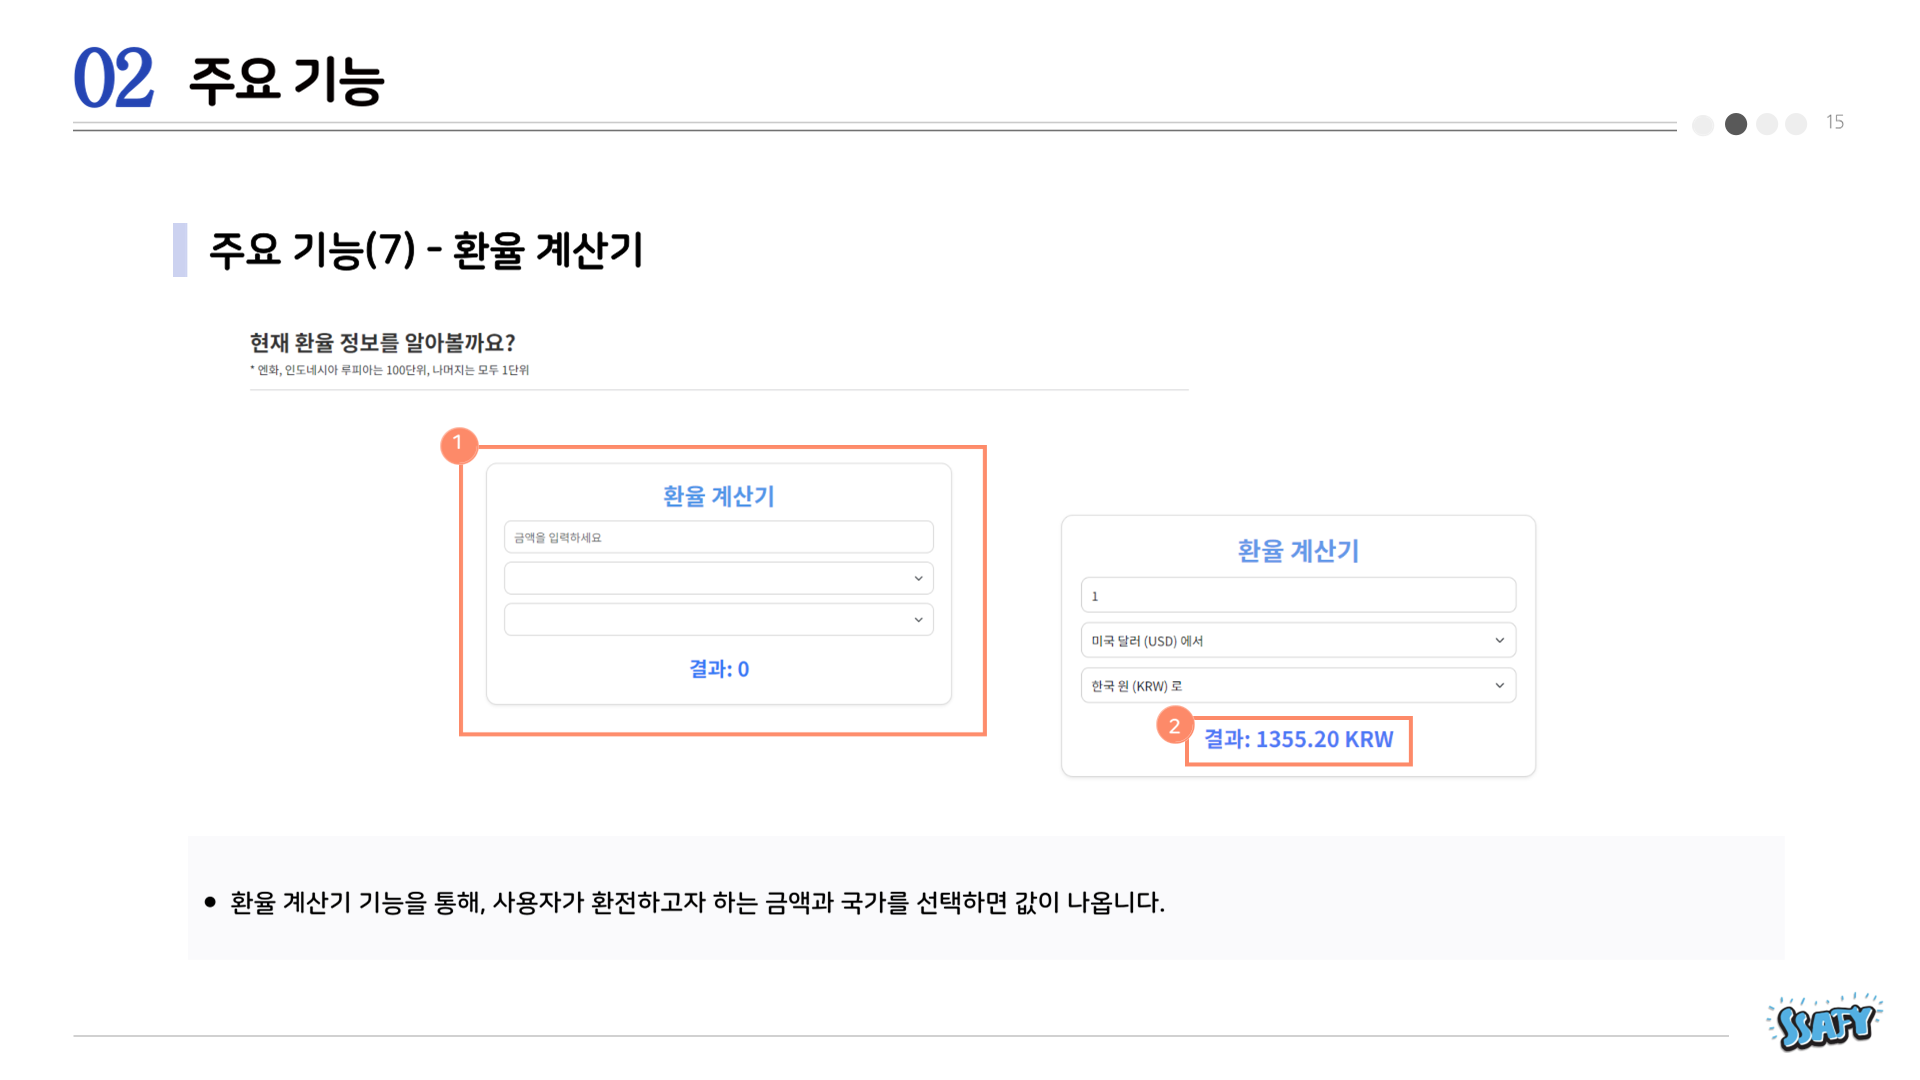 02 주요 기능
15
주요 기능(7) - 환율 계산기
현재 환율 정보를 알아볼까요?
* 엔화, 인도네시아 루피아는 100단위, 나머지는 모두 1단위
1
환율 계산기
금액을 입력하세요
결과: 0
환율 계산기
1
미국 달러 (USD) 에서
한국 원 (KRW) 로
2
결과: 1355.20 KRW
• 환율 계산기 기능을 통해, 사용자가 환전하고자 하는 금액과 국가를 선택하면 값이 나옵니다.
SSAFY